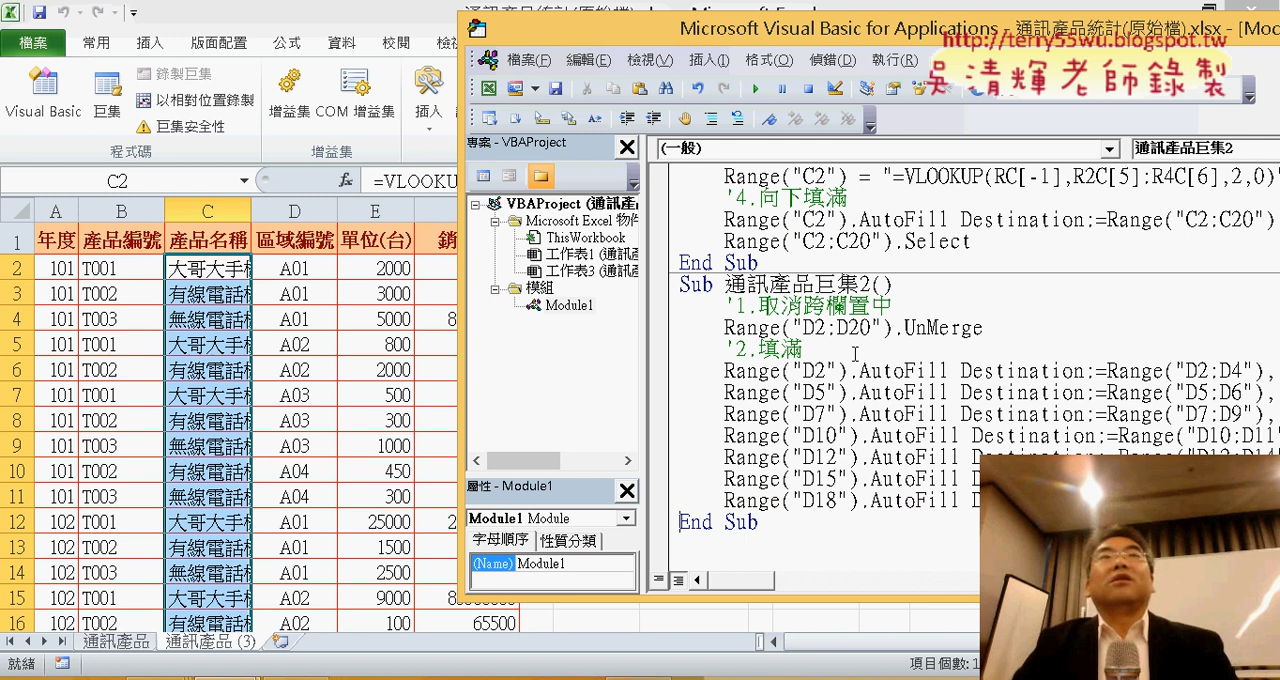 Microsoft Visual Basic for Applications - 通訊產品統計(原始檔).xlsx - [Mod
http://terry55wu.blogspot.tw
吳清輝老師錄製
檔案 常用 插入 版面配置 公式 資料 校閱 檢視
檔案(F) 編輯(E) 檢視(V) 插入(I) 格式(O) 偵錯(D) 執行(R)
Visual Basic 巨集 錄製巨集 以相對位置錄製 巨集安全性
增益集 COM 增益集 插入
程式碼 增益集
C2 fx =VLOOKU
A B C D E
1 年度 產品編號 產品名稱 區域編號 單位(台) 銷
2 101 T001 大哥大手機 A01 2000
3 101 T002 有線電話機 A01 3000
4 101 T003 無線電話機 A01 5000 8
5 101 T001 大哥大手機 A02 800
6 101 T002 有線電話機 A02 2000
7 101 T001 大哥大手機 A03 500
8 101 T002 有線電話機 A03 300
9 101 T003 無線電話機 A03 1000
10 101 T002 有線電話機 A04 450
11 101 T003 無線電話機 A04 300
12 102 T001 大哥大手機 A01 25000 2
13 102 T002 有線電話機 A01 1500
14 102 T003 無線電話機 A01 2500
15 102 T001 大哥大手機 A02 9000
16 102 T002 有線電話機 A02 100 65500
通訊產品 通訊產品 (3)
就緒 項目個數: 1
專案 - VBAProject
VBAProject (通訊產
Microsoft Excel 物件
ThisWorkbook
工作表1 (通訊產
工作表3 (通訊產
模組
Module1
屬性 - Module1
Module1 Module
字母順序 性質分類
(Name) Module1
(一般) 通訊產品巨集2
Range("C2") = "=VLOOKUP(RC[-1],R2C[5]:R4C[6],2,0)"
'4.向下填滿
Range("C2").AutoFill Destination:=Range("C2:C20")
Range("C2:C20").Select
End Sub
Sub 通訊產品巨集2()
'1.取消跨欄置中
Range("D2:D20").UnMerge
'2.填滿
Range("D2").AutoFill Destination:=Range("D2:D4"),
Range("D5").AutoFill Destination:=Range("D5:D6"),
Range("D7").AutoFill Destination:=Range("D7:D9"),
Range("D10").AutoFill Destination:=Range("D10:D11"
Range("D12").AutoFill Destination:=Range("D12:D14"
Range("D15").AutoFill D
Range("D18").AutoFill D
End Sub